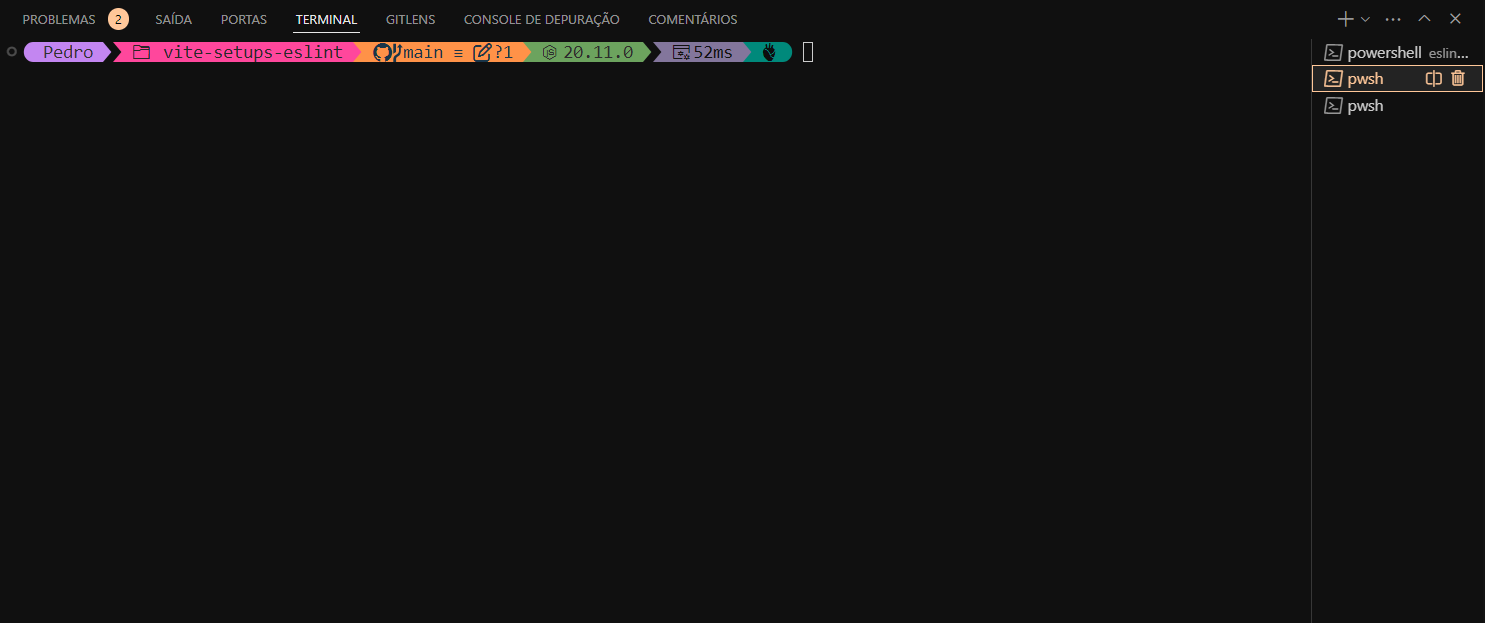 PROBLEMAS 2 SAÍDA PORTAS TERMINAL GITLENS CONSOLE DE DEPURAÇÃO COMENTÁRIOS
Pedro vite-setups-eslint main ≡ ?1 20.11.0 52ms
powershell eslin...
pwsh
pwsh